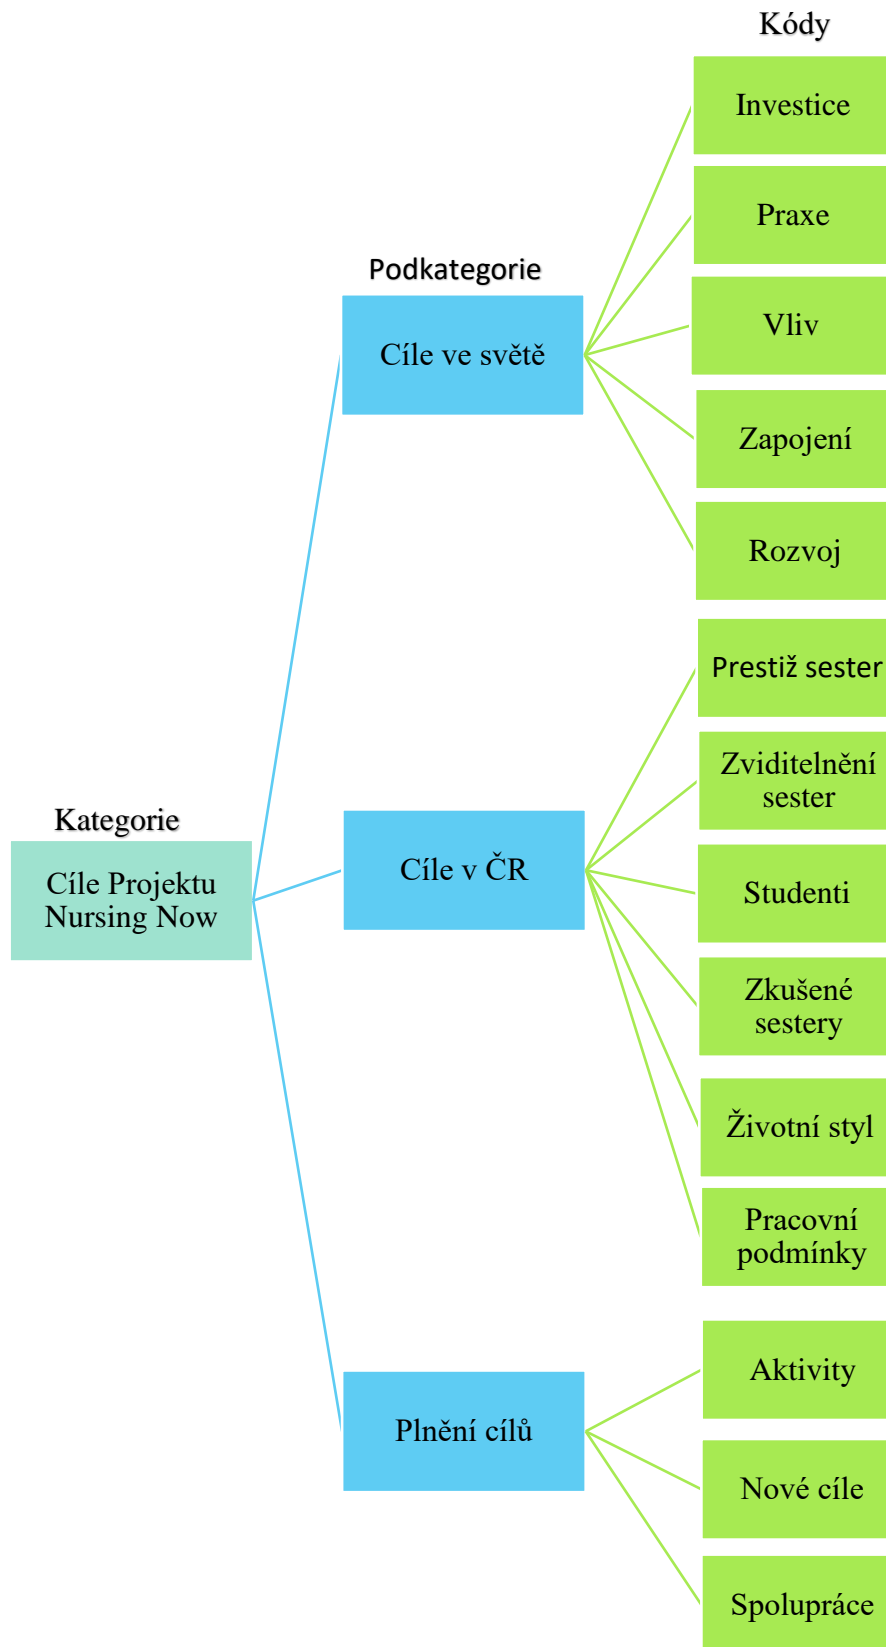 Kódy
Investice
Praxe
Vliv
Zapojení
Rozvoj
Podkategorie
Cíle ve světě
Prestiž sester
Zviditelnění
sester
Studenti
Zkušené
sestery
Životní styl
Pracovní
podmínky
Kategorie
Cíle Projektu
Nursing Now
Cíle v ČR
Aktivity
Nové cíle
Spolupráce
Plnění cílů